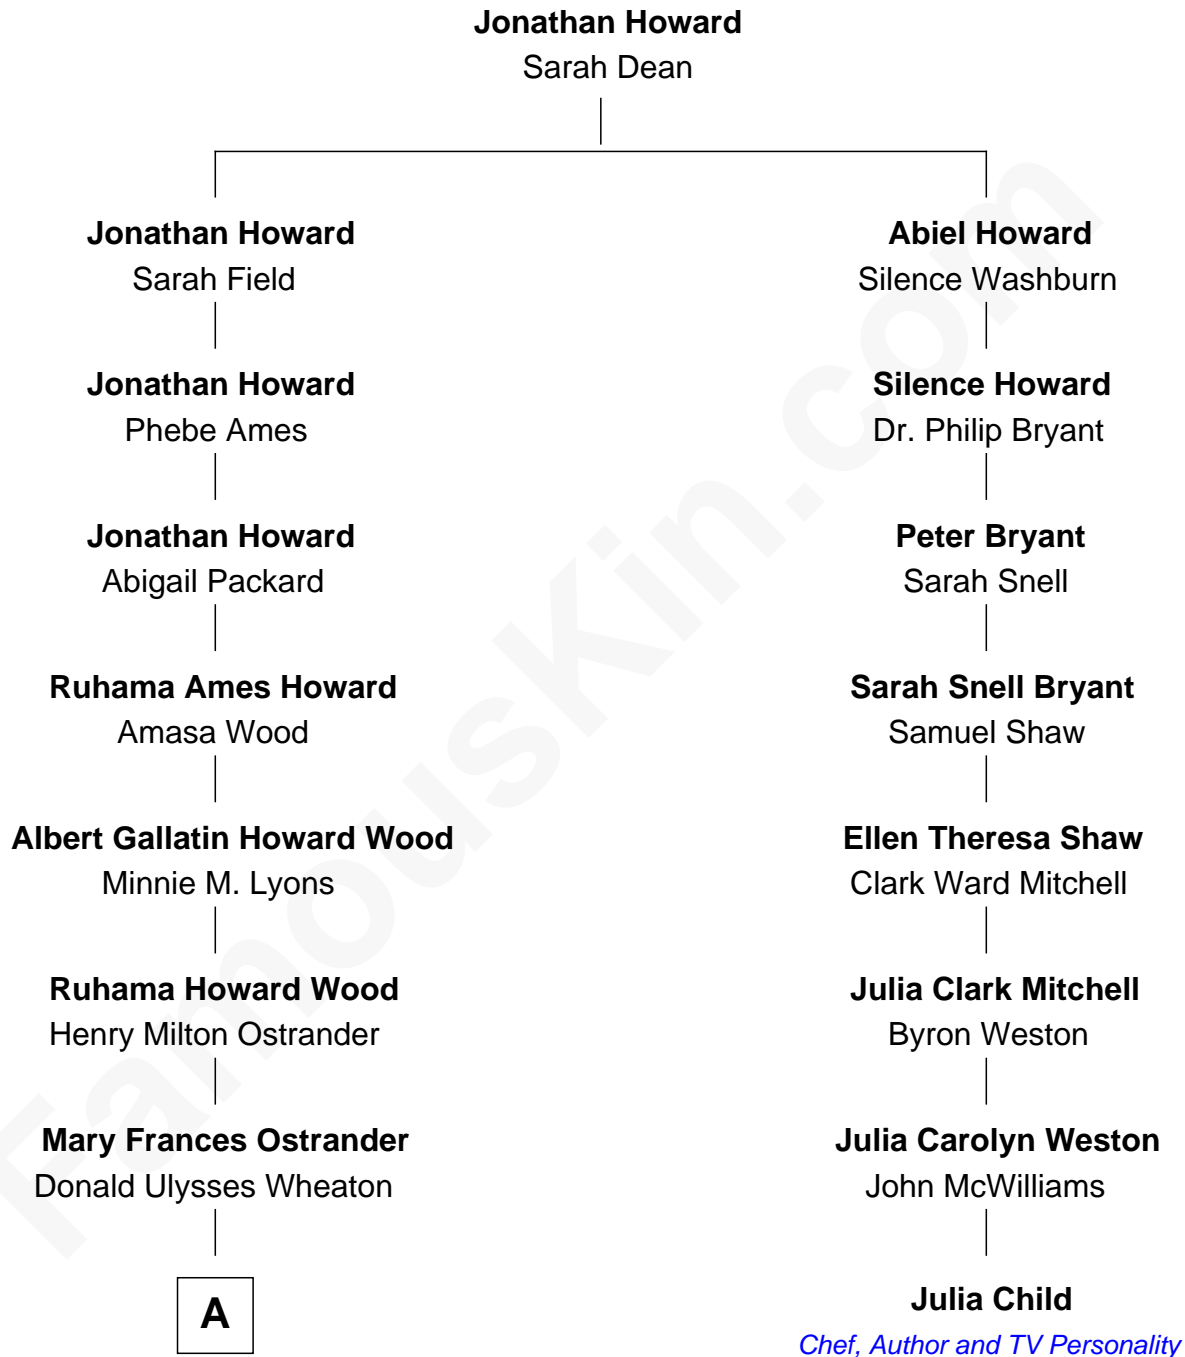 Jonathan Howard
Sarah Dean
Jonathan Howard
Sarah Field
Jonathan Howard
Phebe Ames
Jonathan Howard
Abigail Packard
Ruhama Ames Howard
Amasa Wood
Albert Gallatin Howard Wood
Minnie M. Lyons
Ruhama Howard Wood
Henry Milton Ostrander
Mary Frances Ostrander
Donald Ulysses Wheaton
A
Abiel Howard
Silence Washburn
Silence Howard
Dr. Philip Bryant
Peter Bryant
Sarah Snell
Sarah Snell Bryant
Samuel Shaw
Ellen Theresa Shaw
Clark Ward Mitchell
Julia Clark Mitchell
Byron Weston
Julia Carolyn Weston
John McWilliams
Julia Child
Chef, Author and TV Personality
FamousKin.com